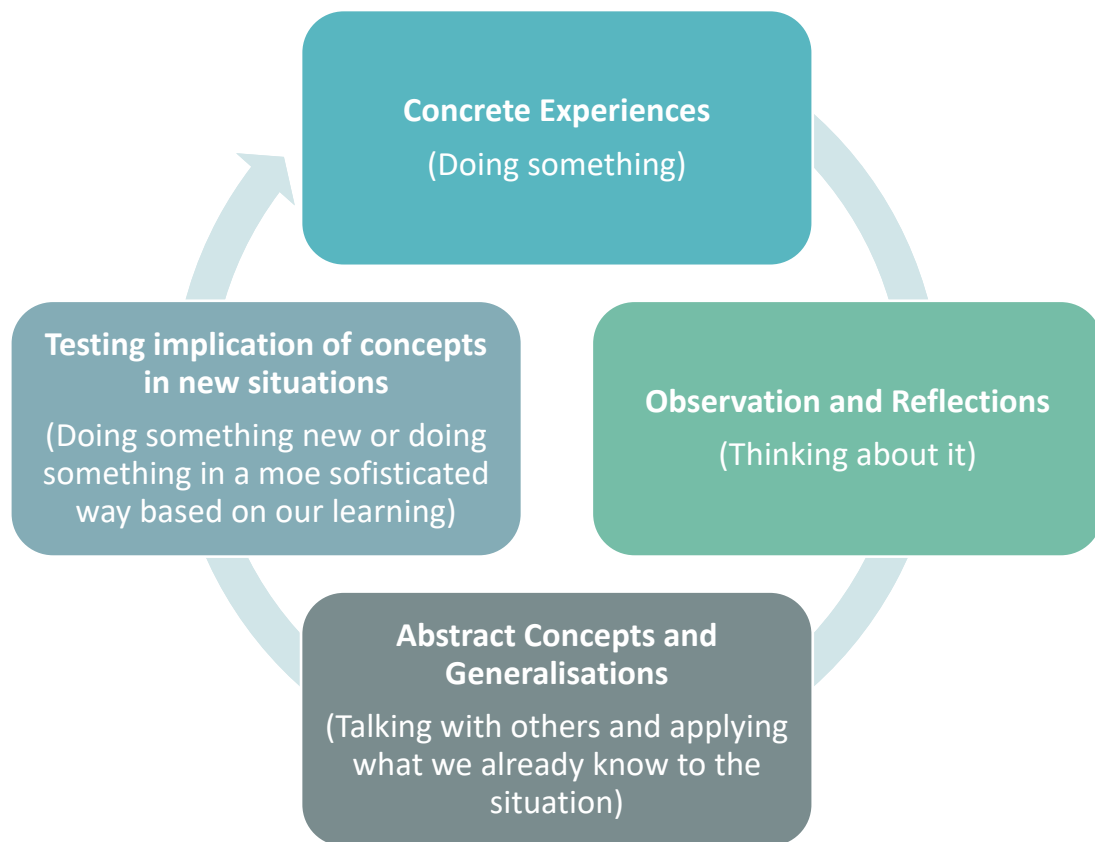 Concrete Experiences
(Doing something)
Observation and Reflections
(Thinking about it)
Abstract Concepts and
Generalisations
(Talking with others and applying
what we already know to the
situation)
Testing implication of concepts
in new situations
(Doing something new or doing
something in a moe sofisticated
way based on our learning)